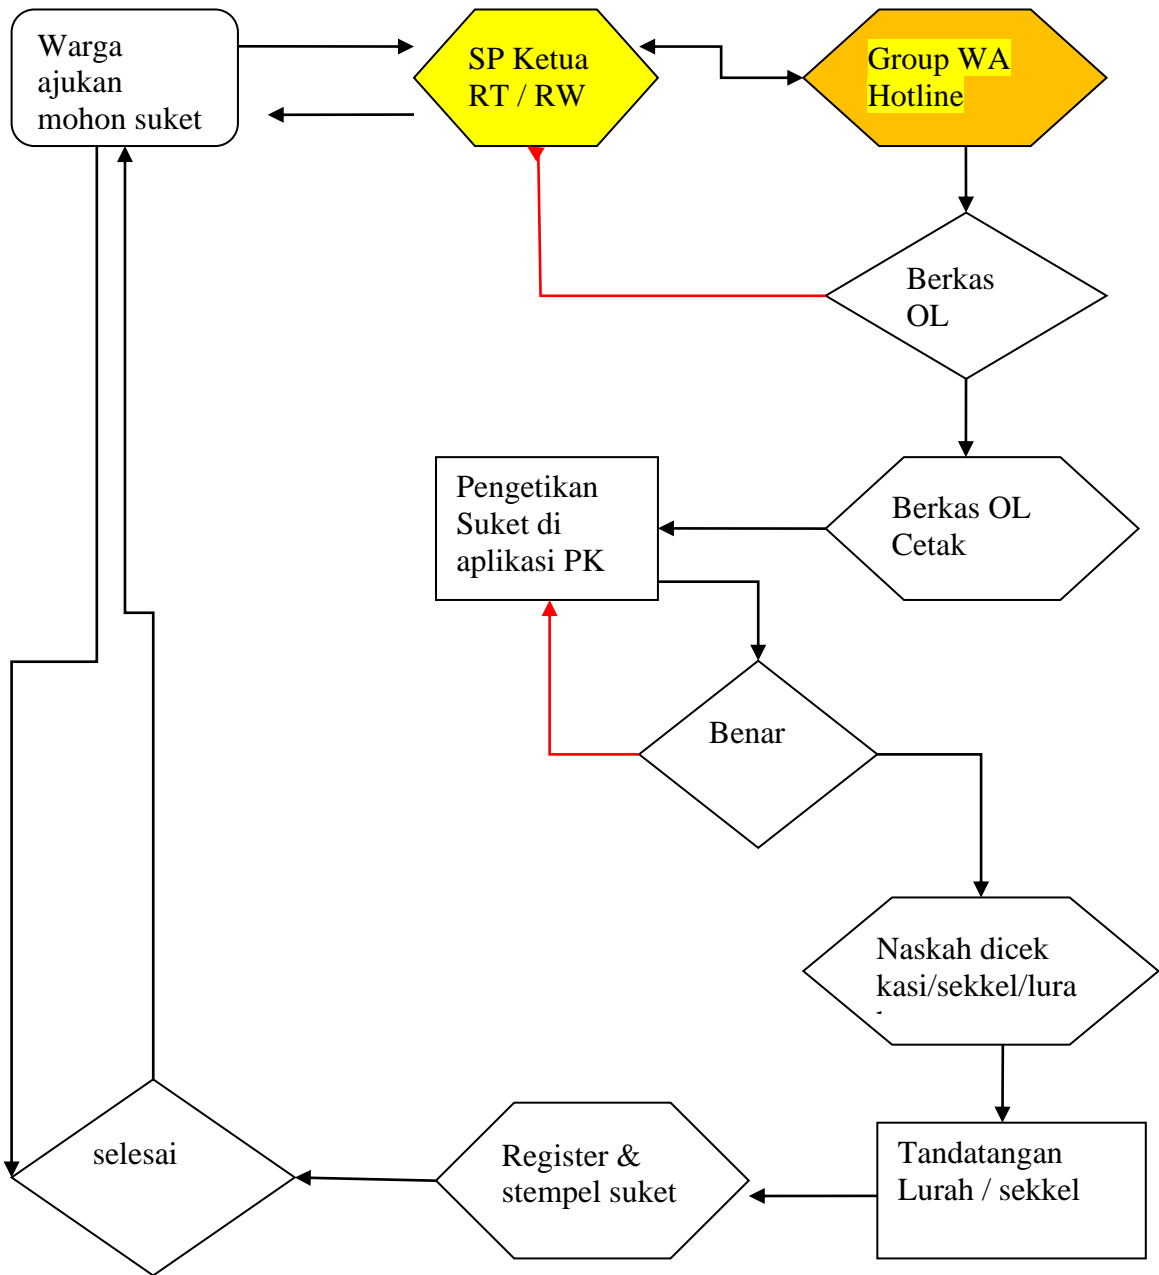 Warga
ajukan
mohon suket
SP Ketua
RT / RW
Group WA
Hotline
Berkas
OL
Pengetikan
Suket di
aplikasi PK
Berkas OL
Cetak
Benar
Naskah dicek
kasi/sekkel/lura
selesai
Register &
stempel suket
Tandatangan
Lurah / sekkel